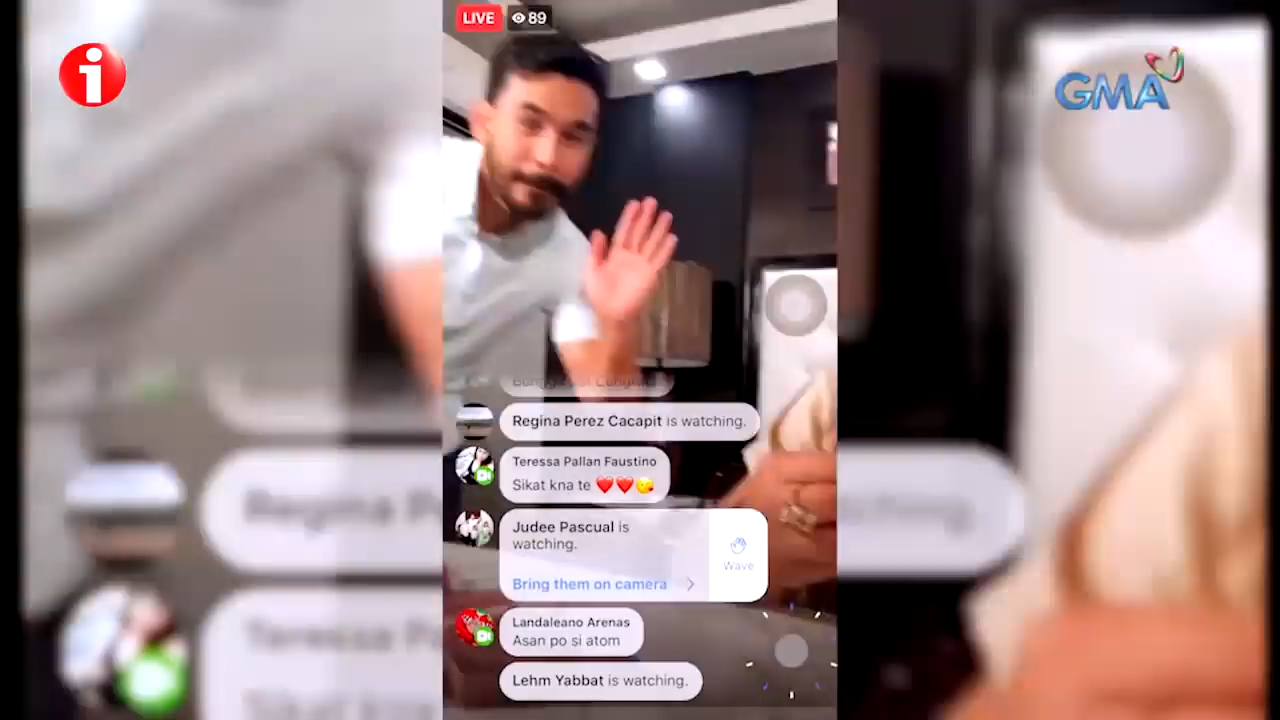 LIVE 89
i
GMA
Regina Perez Cacapit is watching.
Teressa Pallan Faustino
Sikat kna te ❤️❤️😘
Judee Pascual is
watching.
Wave
Bring them on camera
Landaleano Arenas
Asan po si atom
Lehm Yabbat is watching.